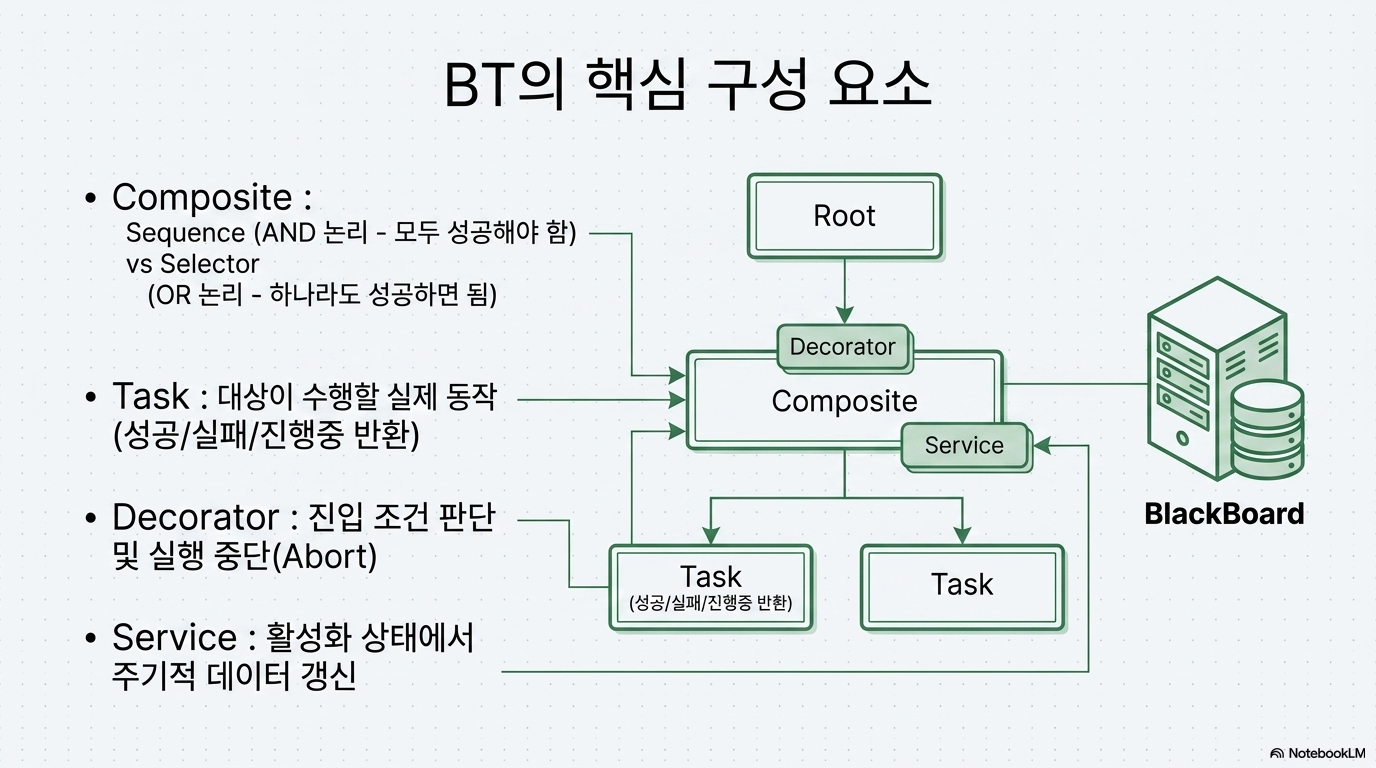 BT의 핵심 구성 요소
• Composite :
Sequence (AND 논리 - 모두 성공해야 함)
vs Selector
(OR 논리 - 하나라도 성공하면 됨)
• Task : 대상이 수행할 실제 동작
(성공/실패/진행중 반환)
• Decorator : 진입 조건 판단
및 실행 중단(Abort)
• Service : 활성화 상태에서
주기적 데이터 갱신
Root
Decorator
Composite
Service
Task
(성공/실패/진행중 반환)
Task
BlackBoard
NotebookLM